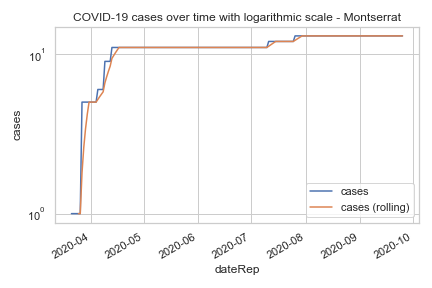 COVID-19 cases over time with logarithmic scale - Montserrat
10¹
10⁰
cases
cases
cases (rolling)
2020-04
2020-05
2020-06
2020-07
2020-08
2020-09
2020-10
dateRep